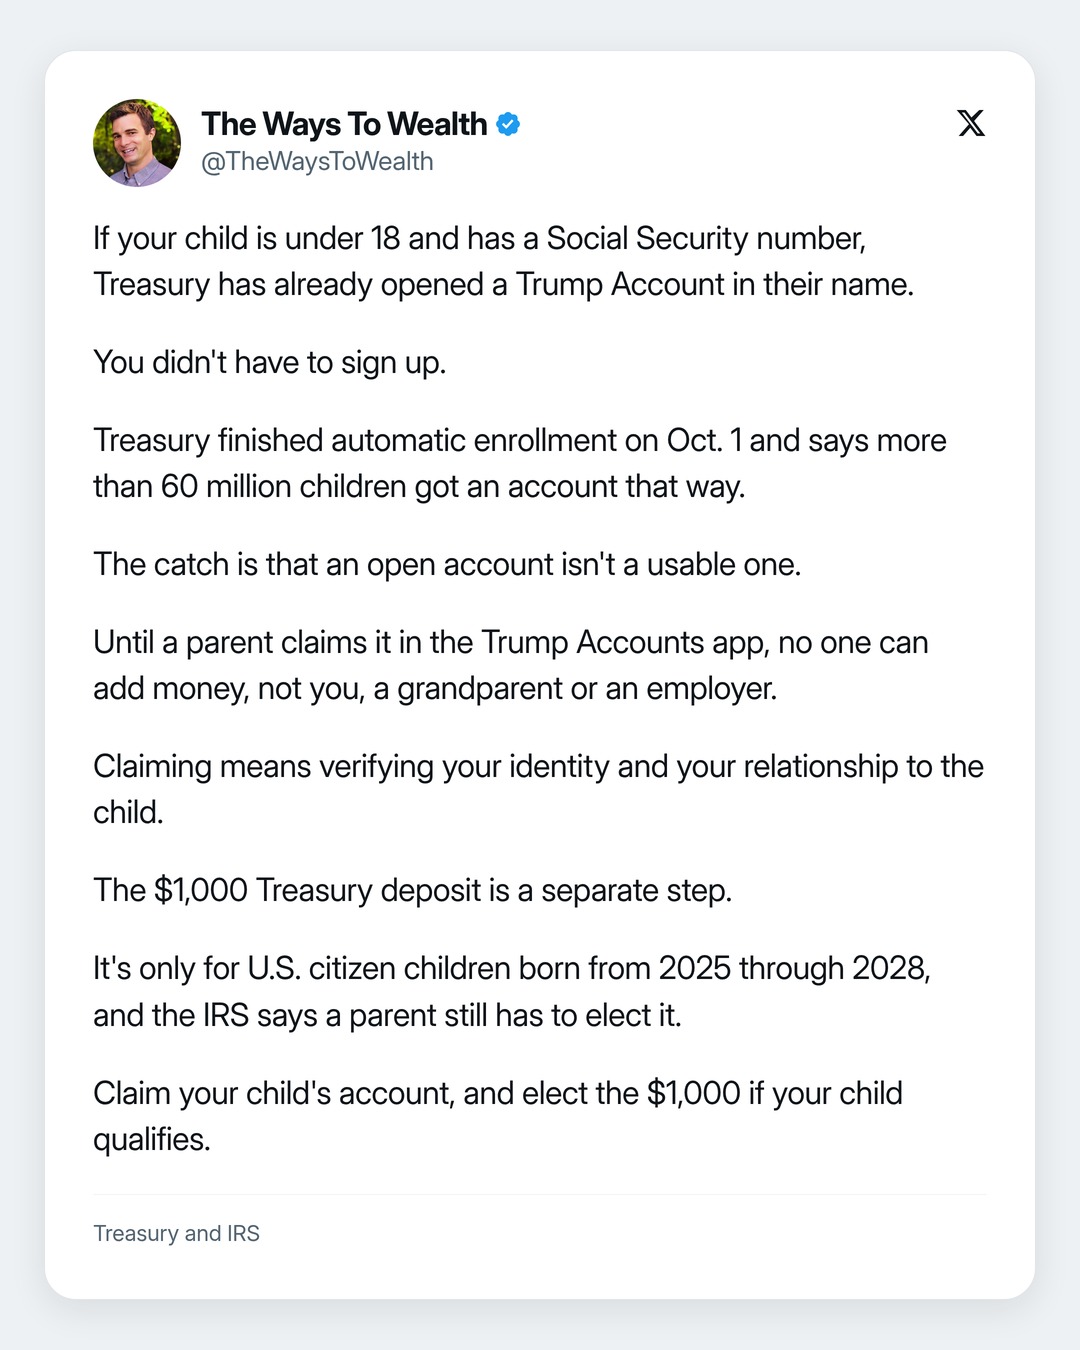 The Ways To Wealth
@TheWaysToWealth
If your child is under 18 and has a Social Security number,
Treasury has already opened a Trump Account in their name.
You didn't have to sign up.
Treasury finished automatic enrollment on Oct. 1 and says more
than 60 million children got an account that way.
The catch is that an open account isn't a usable one.
Until a parent claims it in the Trump Accounts app, no one can
add money, not you, a grandparent or an employer.
Claiming means verifying your identity and your relationship to the
child.
The $1,000 Treasury deposit is a separate step.
It's only for U.S. citizen children born from 2025 through 2028,
and the IRS says a parent still has to elect it.
Claim your child's account, and elect the $1,000 if your child
qualifies.
Treasury and IRS